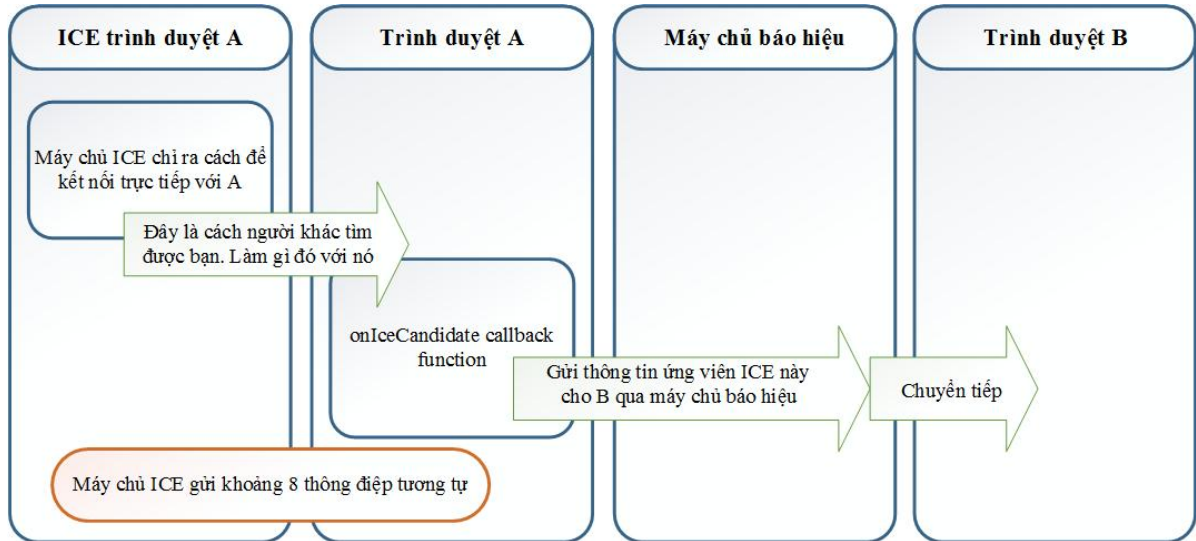 ICE trình duyệt A
Trình duyệt A
Máy chủ báo hiệu
Trình duyệt B
Máy chủ ICE chỉ ra cách để
kết nối trực tiếp với A
Đây là cách người khác tìm
được bạn. Làm gì đó với nó
onIceCandidate callback
function
Gửi thông tin ứng viên ICE này
cho B qua máy chủ báo hiệu
Chuyển tiếp
Máy chủ ICE gửi khoảng 8 thông điệp tương tự